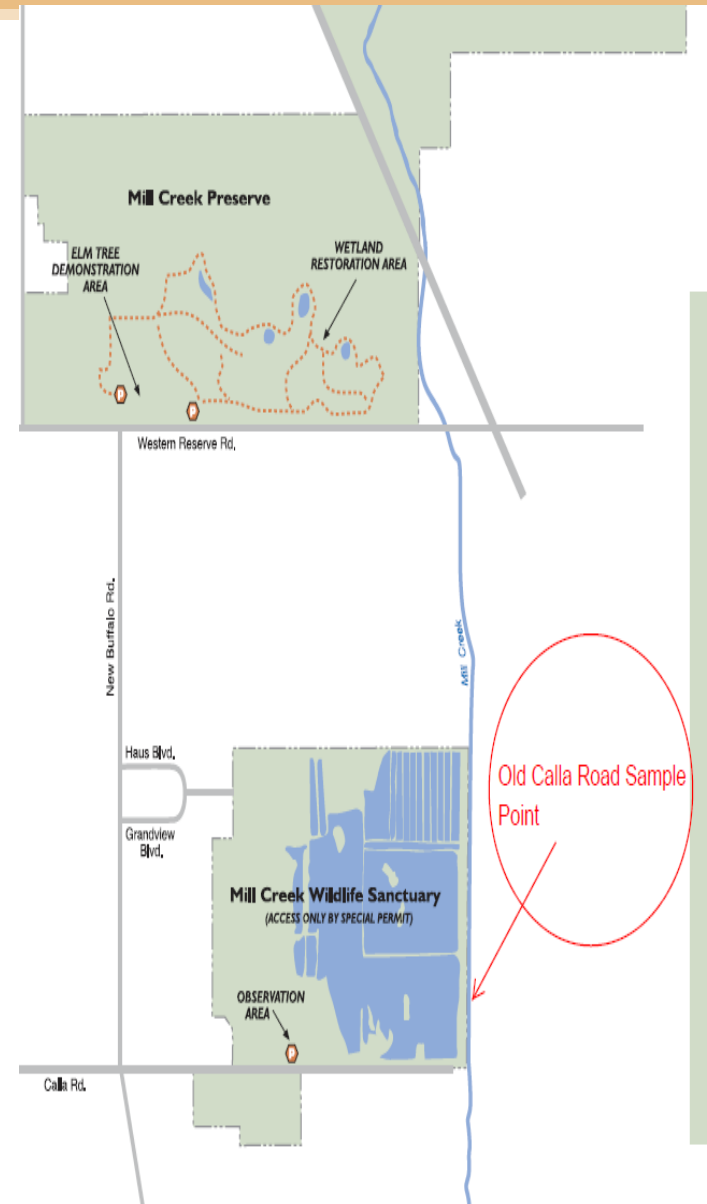 Mill Creek Preserve
ELM TREE
DEMONSTRATION
AREA
WETLAND
RESTORATION AREA
P
P
Western Reserve Rd.
New Buffalo Rd.
Mill Creek
Haus Blvd.
Old Calla Road Sample
Point
Grandview
Blvd.
Mill Creek Wildlife Sanctuary
(ACCESS ONLY BY SPECIAL PERMIT)
OBSERVATION
AREA
P
Calla Rd.